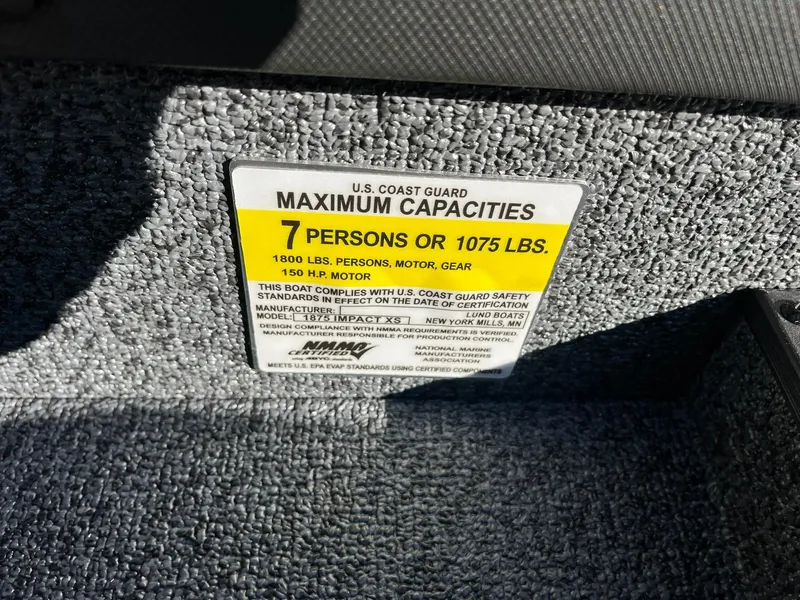 U.S. COAST GUARD
MAXIMUM CAPACITIES
7 PERSONS OR 1075 LBS.
1800 LBS. PERSONS, MOTOR, GEAR
150 H.P. MOTOR
THIS BOAT COMPLIES WITH U.S. COAST GUARD SAFETY
STANDARDS IN EFFECT ON THE DATE OF CERTIFICATION
MANUFACTURER: LUND BOATS
MODEL: 1875 IMPACT XS NEW YORK MILLS, MN
DESIGN COMPLIANCE WITH NMMA REQUIREMENTS IS VERIFIED.
MANUFACTURER RESPONSIBLE FOR PRODUCTION CONTROL.
NMMA
CERTIFIED
using ABYC standards
NATIONAL MARINE
MANUFACTURERS
ASSOCIATION
MEETS U.S. EPA EVAP STANDARDS USING CERTIFIED COMPONENTS